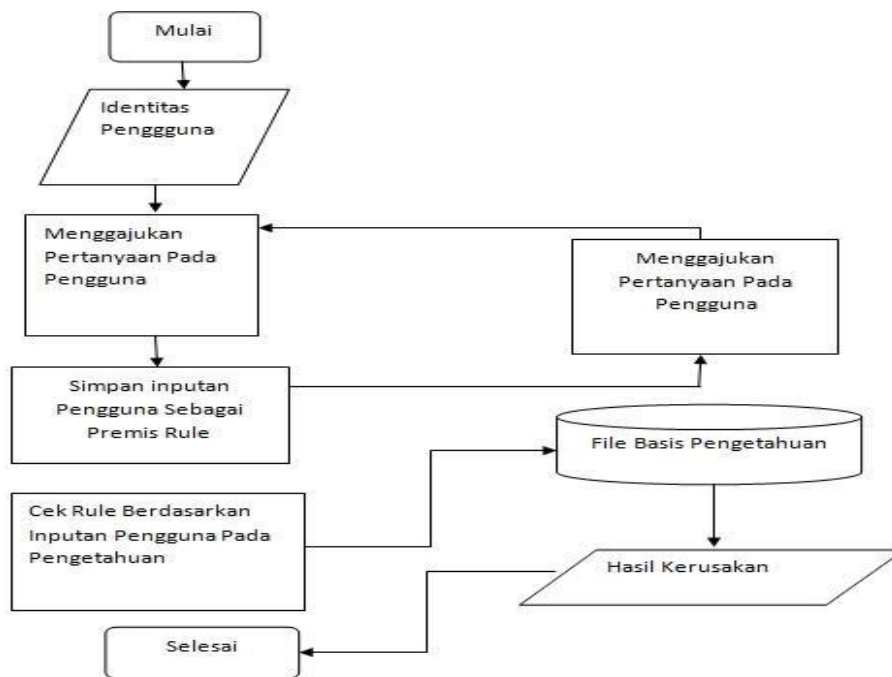 Mulai
Identitas
Penggguna
Menggajukan
Pertanyaan Pada
Pengguna
Menggajukan
Pertanyaan Pada
Pengguna
Simpan inputan
Pengguna Sebagai
Premis Rule
File Basis Pengetahuan
Cek Rule Berdasarkan
Inputan Pengguna Pada
Pengetahuan
Hasil Kerusakan
Selesai